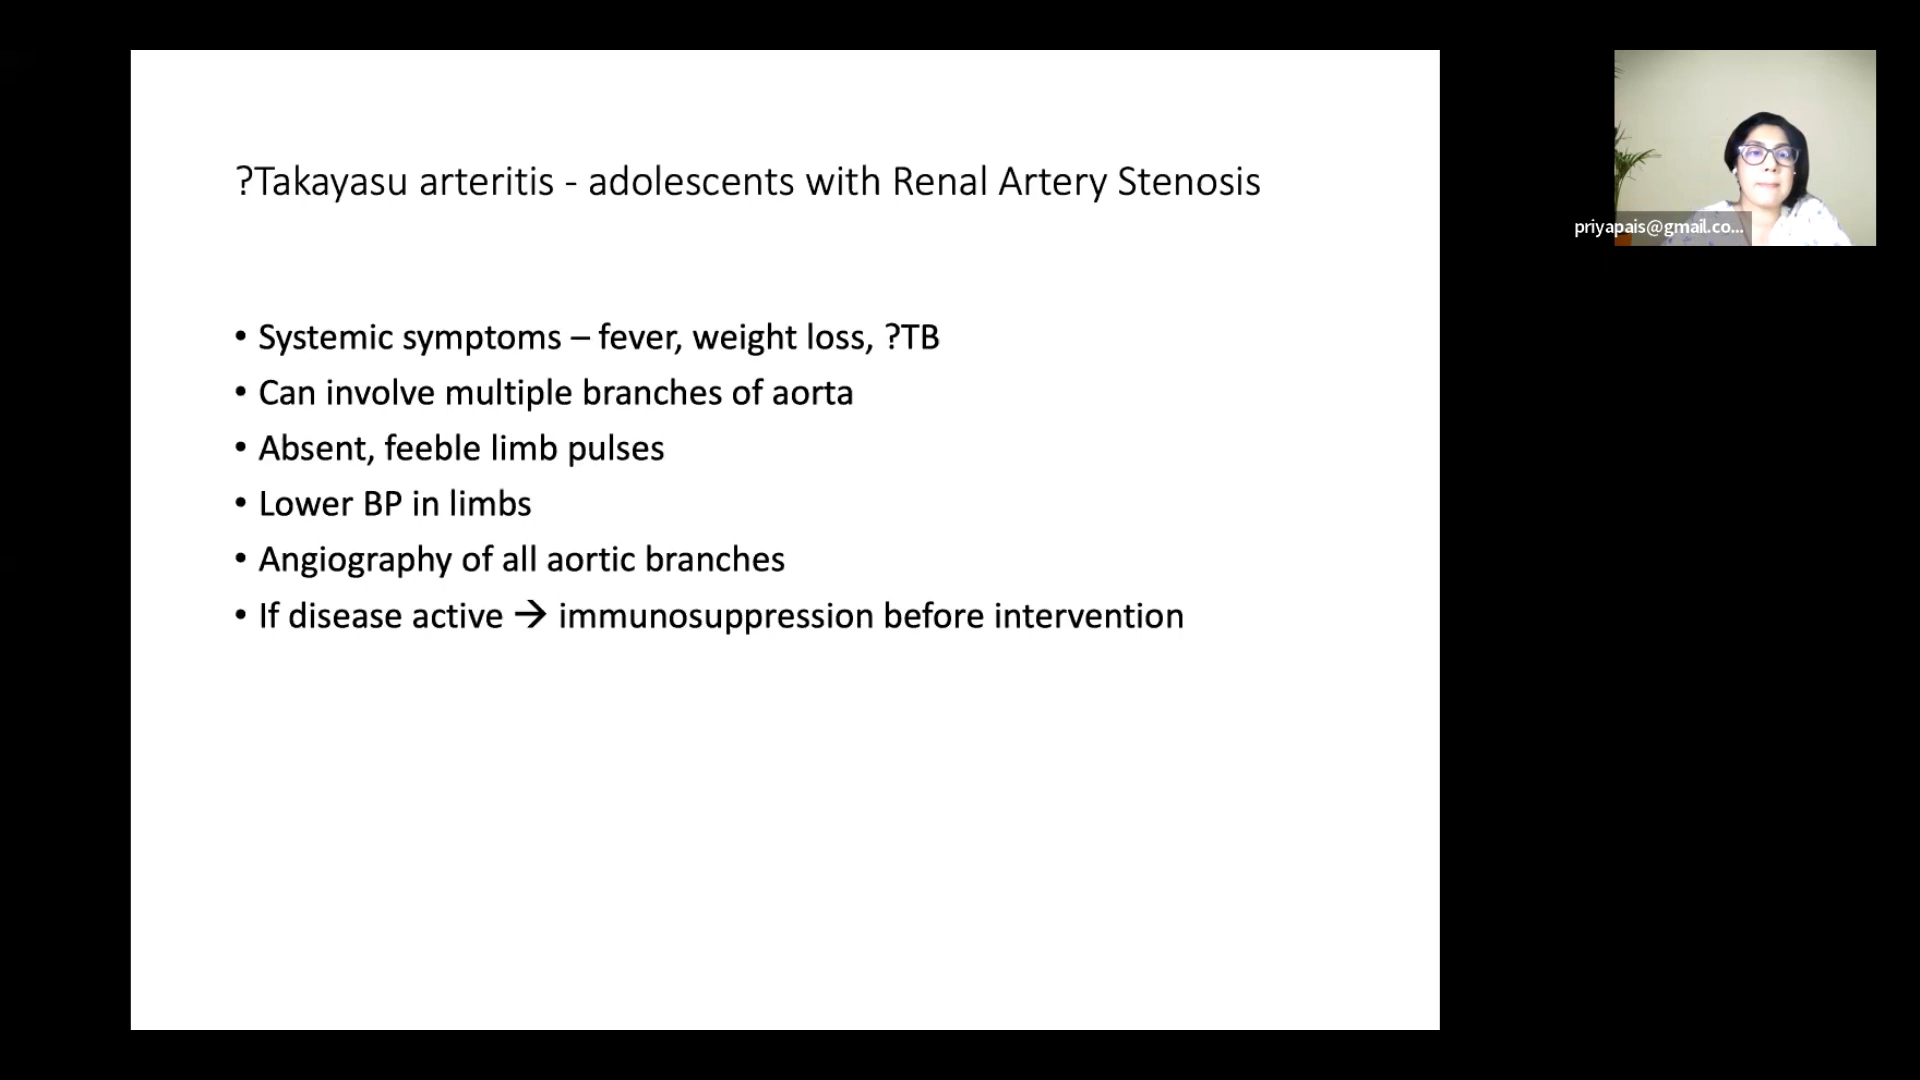 ?Takayasu arteritis - adolescents with Renal Artery Stenosis
• Systemic symptoms – fever, weight loss, ?TB
• Can involve multiple branches of aorta
• Absent, feeble limb pulses
• Lower BP in limbs
• Angiography of all aortic branches
• If disease active → immunosuppression before intervention
priyapais@gmail.co...